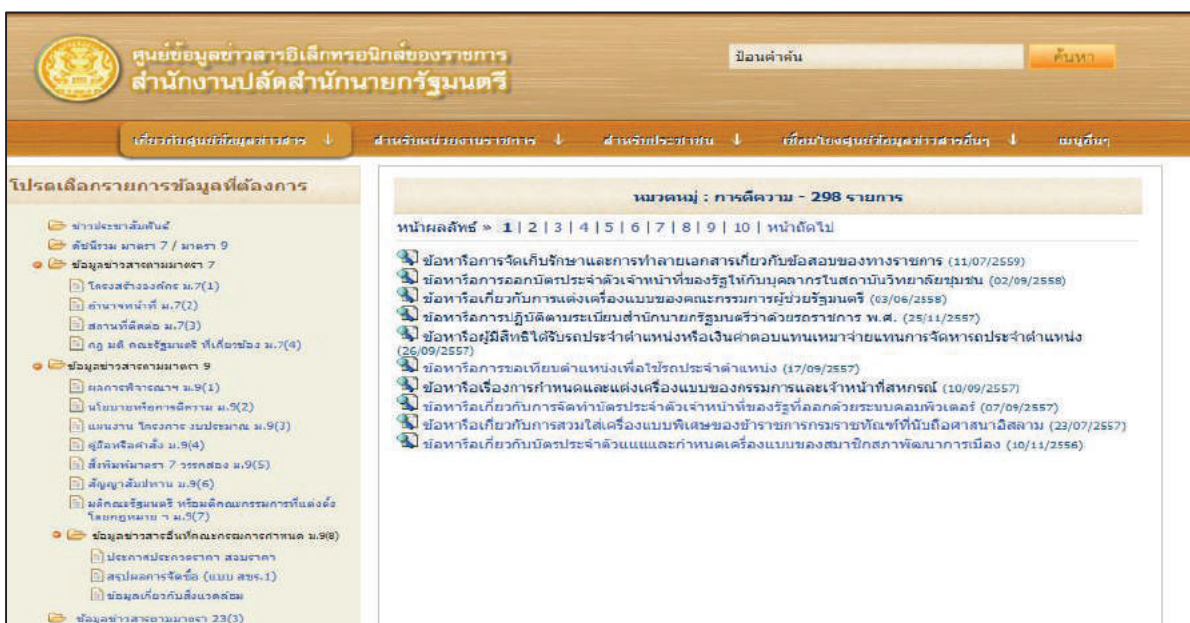 ศูนย์ข้อมูลข่าวสารอิเล็กทรอนิกส์ของราชการ
สำนักงานปลัดสำนักนายกรัฐมนตรี
ป้อนคำค้น
ค้นหา
เกี่ยวกับศูนย์ข้อมูลข่าวสาร ↓
สำหรับหน่วยงานราชการ ↓
สำหรับประชาชน ↓
เชื่อมโยงศูนย์ข้อมูลข่าวสารอื่นๆ ↓
เมนูอื่นๆ
โปรดเลือกรายการข้อมูลที่ต้องการ
ข่าวประชาสัมพันธ์
ดัชนีรวม มาตรา 7 / มาตรา 9
ข้อมูลข่าวสารตามมาตรา 7
โครงสร้างองค์กร ม.7(1)
อำนาจหน้าที่ ม.7(2)
สถานที่ติดต่อ ม.7(3)
กฎ มติ คณะรัฐมนตรี ที่เกี่ยวข้อง ม.7(4)
ข้อมูลข่าวสารตามมาตรา 9
ผลการพิจารณาฯ ม.9(1)
นโยบายหรือการตีความ ม.9(2)
แผนงาน โครงการ งบประมาณ ม.9(3)
คู่มือหรือคำสั่ง ม.9(4)
สิ่งพิมพ์มาตรา 7 วรรคสอง ม.9(5)
สัญญาสัมปทาน ม.9(6)
มติคณะรัฐมนตรี หรือมติคณะกรรมการที่แต่งตั้ง
โดยกฎหมาย ฯ ม.9(7)
ข้อมูลข่าวสารอื่นที่คณะกรรมการกำหนด ม.9(8)
ประกาศประกวดราคา สอบราคา
สรุปผลการจัดซื้อ (แบบ สขร.1)
ข้อมูลเกี่ยวกับสิ่งแวดล้อม
ข้อมูลข่าวสารตามมาตรา 23(3)
หมวดหมู่ : การตีความ - 298 รายการ
หน้าผลลัพธ์ » 1 | 2 | 3 | 4 | 5 | 6 | 7 | 8 | 9 | 10 | หน้าถัดไป
ข้อหารือการจัดเก็บรักษาและการทำลายเอกสารเกี่ยวกับข้อสอบของทางราชการ (11/07/2559)
ข้อหารือการออกบัตรประจำตัวเจ้าหน้าที่ของรัฐให้กับบุคลากรในสถาบันวิทยาลัยชุมชน (02/09/2558)
ข้อหารือเกี่ยวกับการแต่งเครื่องแบบของคณะกรรมการผู้ช่วยรัฐมนตรี (03/06/2558)
ข้อหารือการปฏิบัติตามระเบียบสำนักนายกรัฐมนตรีว่าด้วยรถราชการ พ.ศ. (25/11/2557)
ข้อหารือผู้มีสิทธิได้รับรถประจำตำแหน่งหรือเงินค่าตอบแทนเหมาจ่ายแทนการจัดหารถประจำตำแหน่ง
(26/09/2557)
ข้อหารือการขอเทียบตำแหน่งเพื่อใช้รถประจำตำแหน่ง (17/09/2557)
ข้อหารือเรื่องการกำหนดและแต่งเครื่องแบบของกรรมการและเจ้าหน้าที่สหกรณ์ (10/09/2557)
ข้อหารือเกี่ยวกับการจัดทำบัตรประจำตัวเจ้าหน้าที่ของรัฐที่ออกด้วยระบบคอมพิวเตอร์ (07/09/2557)
ข้อหารือเกี่ยวกับการสวมใส่เครื่องแบบพิเศษของข้าราชการกรมราชทัณฑ์ที่นับถือศาสนาอิสลาม (23/07/2557)
ข้อหารือเกี่ยวกับบัตรประจำตัวแและกำหนดเครื่องแบบของสมาชิกสภาพัฒนาการเมือง (10/11/2556)